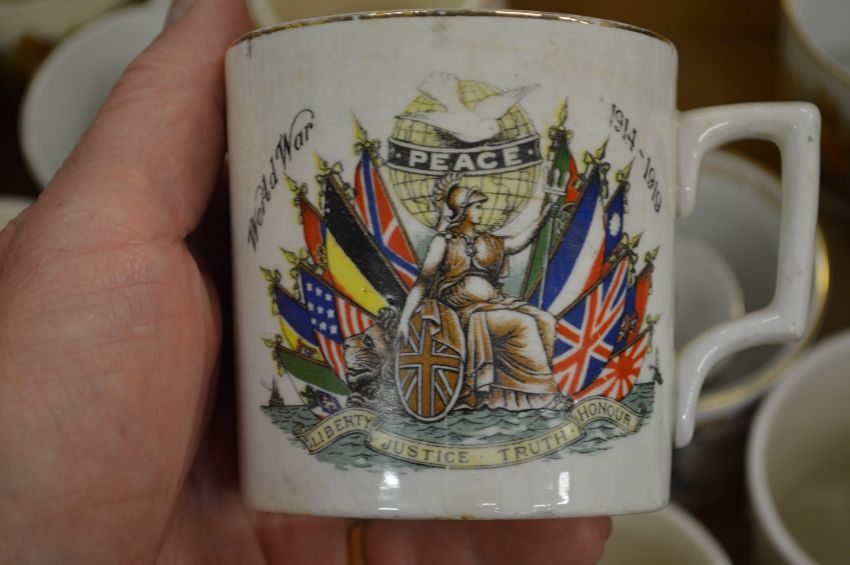 World War
1914-1919
PEACE
LIBERTY · JUSTICE · TRUTH · HONOUR